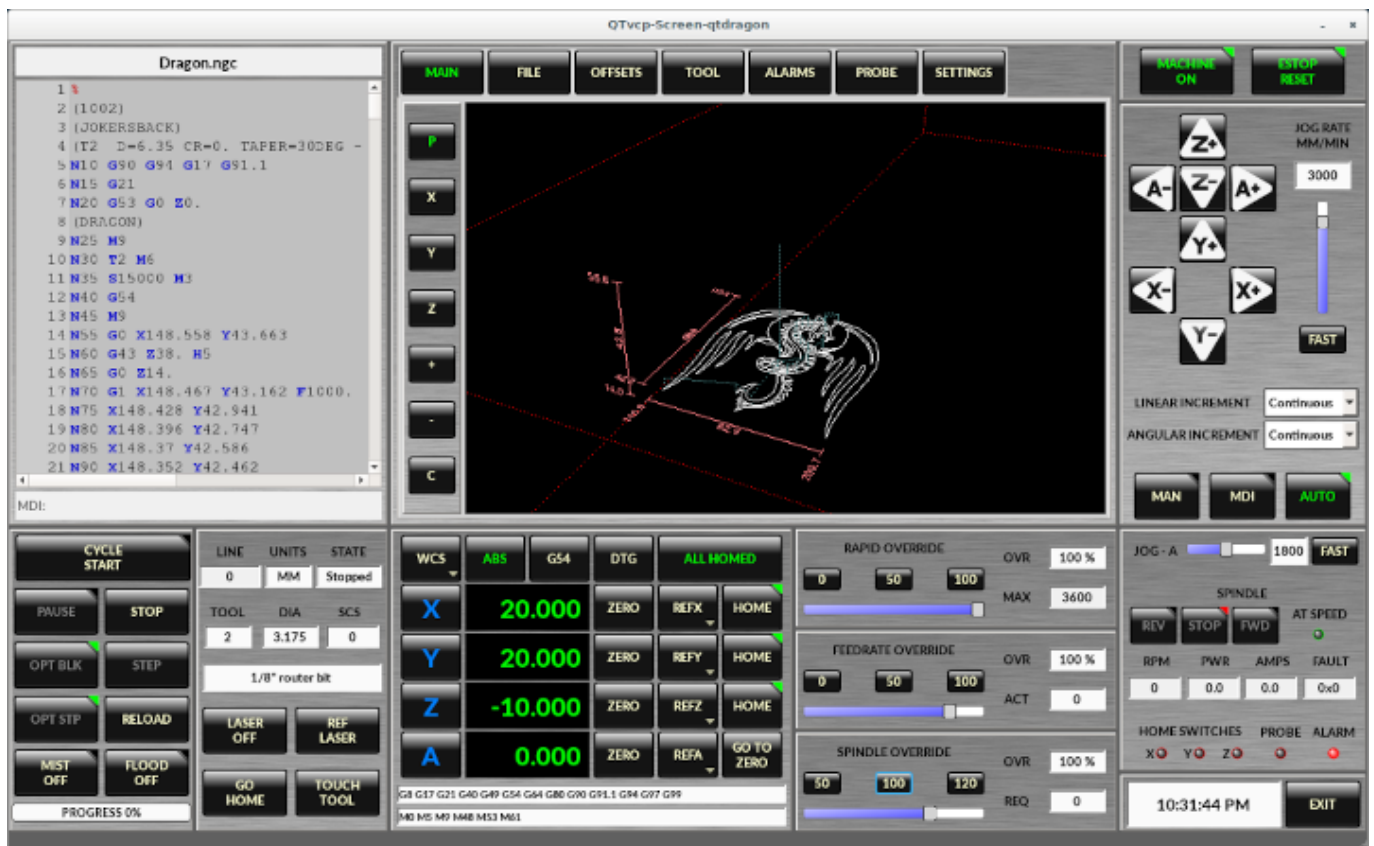 QTvcp-Screen-qtdragon
Dragon.ngc
1 %
2 (1002)
3 (JOKERSBACK)
4 (T2 D=6.35 CR=0. TAPER=30DEG -
5 N10 G90 G94 G17 G91.1
6 N15 G21
7 N20 G53 G0 Z0.
8 (DRAGON)
9 N25 M9
10 N30 T2 M6
11 N35 S15000 M3
12 N40 G54
13 N45 M9
14 N55 G0 X148.558 Y43.663
15 N60 G43 Z38. H5
16 N65 G0 Z14.
17 N70 G1 X148.467 Y43.162 F1000.
18 N75 X148.428 Y42.941
19 N80 X148.396 Y42.747
20 N85 X148.37 Y42.586
21 N90 X148.352 Y42.462
MDI:
MAIN FILE OFFSETS TOOL ALARMS PROBE SETTINGS
P
X
Y
Z
+
-
C
MACHINE ON
ESTOP RESET
JOG RATE
MM/MIN
3000
Z+
A- Z- A+
Y+
X- X+
Y-
FAST
LINEAR INCREMENT Continuous
ANGULAR INCREMENT Continuous
MAN MDI AUTO
CYCLE START
PAUSE STOP
OPT BLK STEP
OPT STP RELOAD
MIST OFF FLOOD OFF
PROGRESS 0%
LINE UNITS STATE
0 MM Stopped
TOOL DIA SCS
2 3.175 0
1/8" router bit
LASER OFF REF LASER
GO HOME TOUCH TOOL
WCS ABS G54 DTG ALL HOMED
X 20.000 ZERO REFX HOME
Y 20.000 ZERO REFY HOME
Z -10.000 ZERO REFZ HOME
A 0.000 ZERO REFA GO TO ZERO
G8 G17 G21 G40 G49 G54 G64 G80 G90 G91.1 G94 G97 G99
M0 M5 M9 M48 M53 M61
RAPID OVERRIDE OVR 100 %
0 50 100
MAX 3600
FEEDRATE OVERRIDE OVR 100 %
0 50 100
ACT 0
SPINDLE OVERRIDE OVR 100 %
50 100 120
REQ 0
JOG - A 1800 FAST
SPINDLE
REV STOP FWD AT SPEED
RPM PWR AMPS FAULT
0 0.0 0.0 0x0
HOME SWITCHES PROBE ALARM
X Y Z
10:31:44 PM EXIT